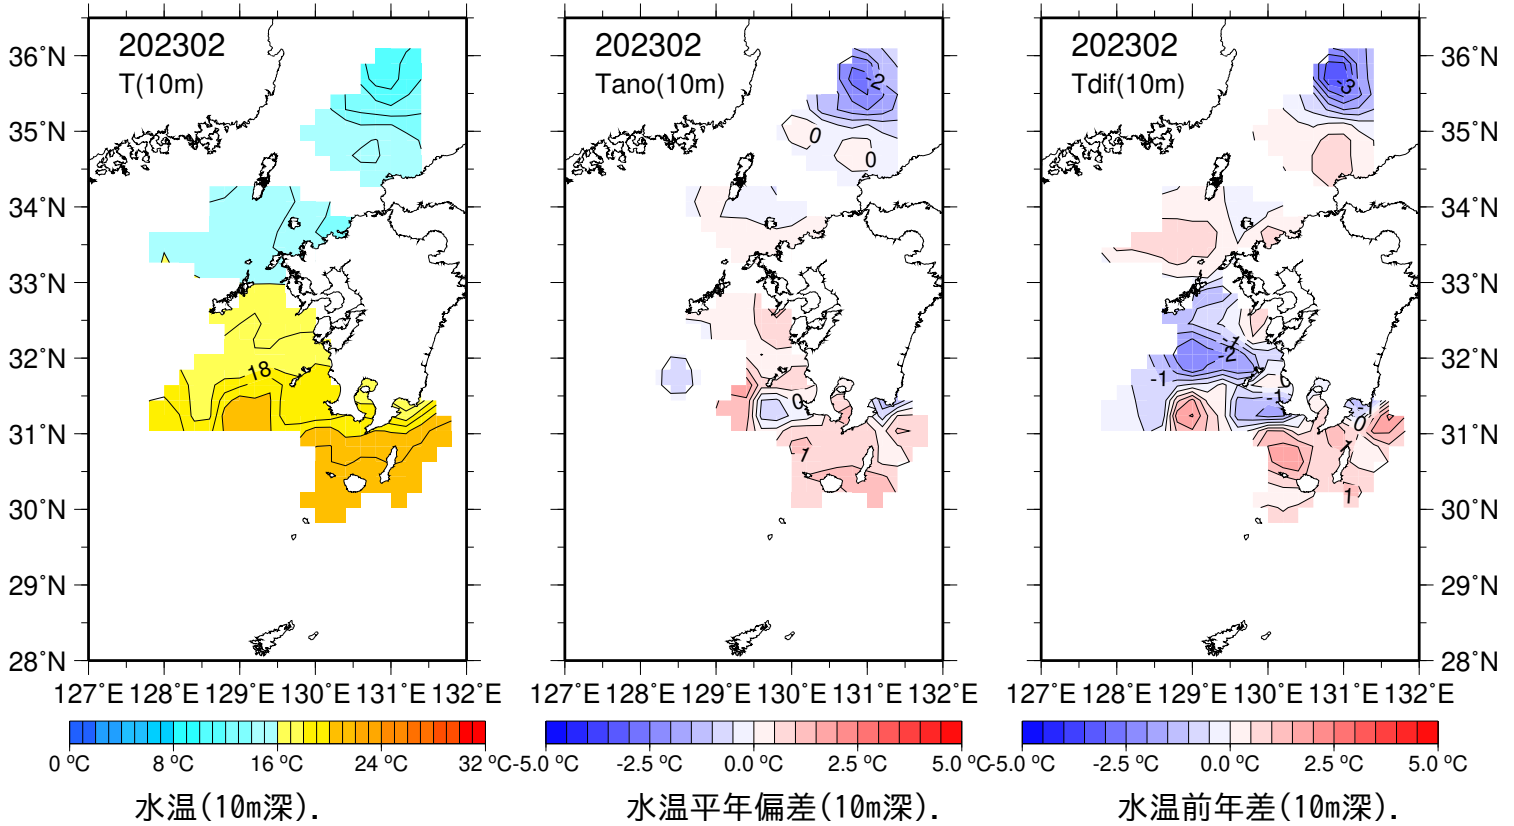 202302
T(10m)
202302
Tano(10m)
202302
Tdif(10m)
36°N
35°N
34°N
33°N
32°N
31°N
30°N
29°N
28°N
18
-2
0
0
0
1
-3
-1
-2
-1
0
-1
0
1
1
36°N
35°N
34°N
33°N
32°N
31°N
30°N
29°N
28°N
127°E 128°E 129°E 130°E 131°E 132°E
127°E 128°E 129°E 130°E 131°E 132°E
127°E 128°E 129°E 130°E 131°E 132°E
0 °C 8 °C 16 °C 24 °C 32 °C
-5.0 °C -2.5 °C 0.0 °C 2.5 °C 5.0 °C
-5.0 °C -2.5 °C 0.0 °C 2.5 °C 5.0 °C
水温(10m深).
水温平年偏差(10m深).
水温前年差(10m深).